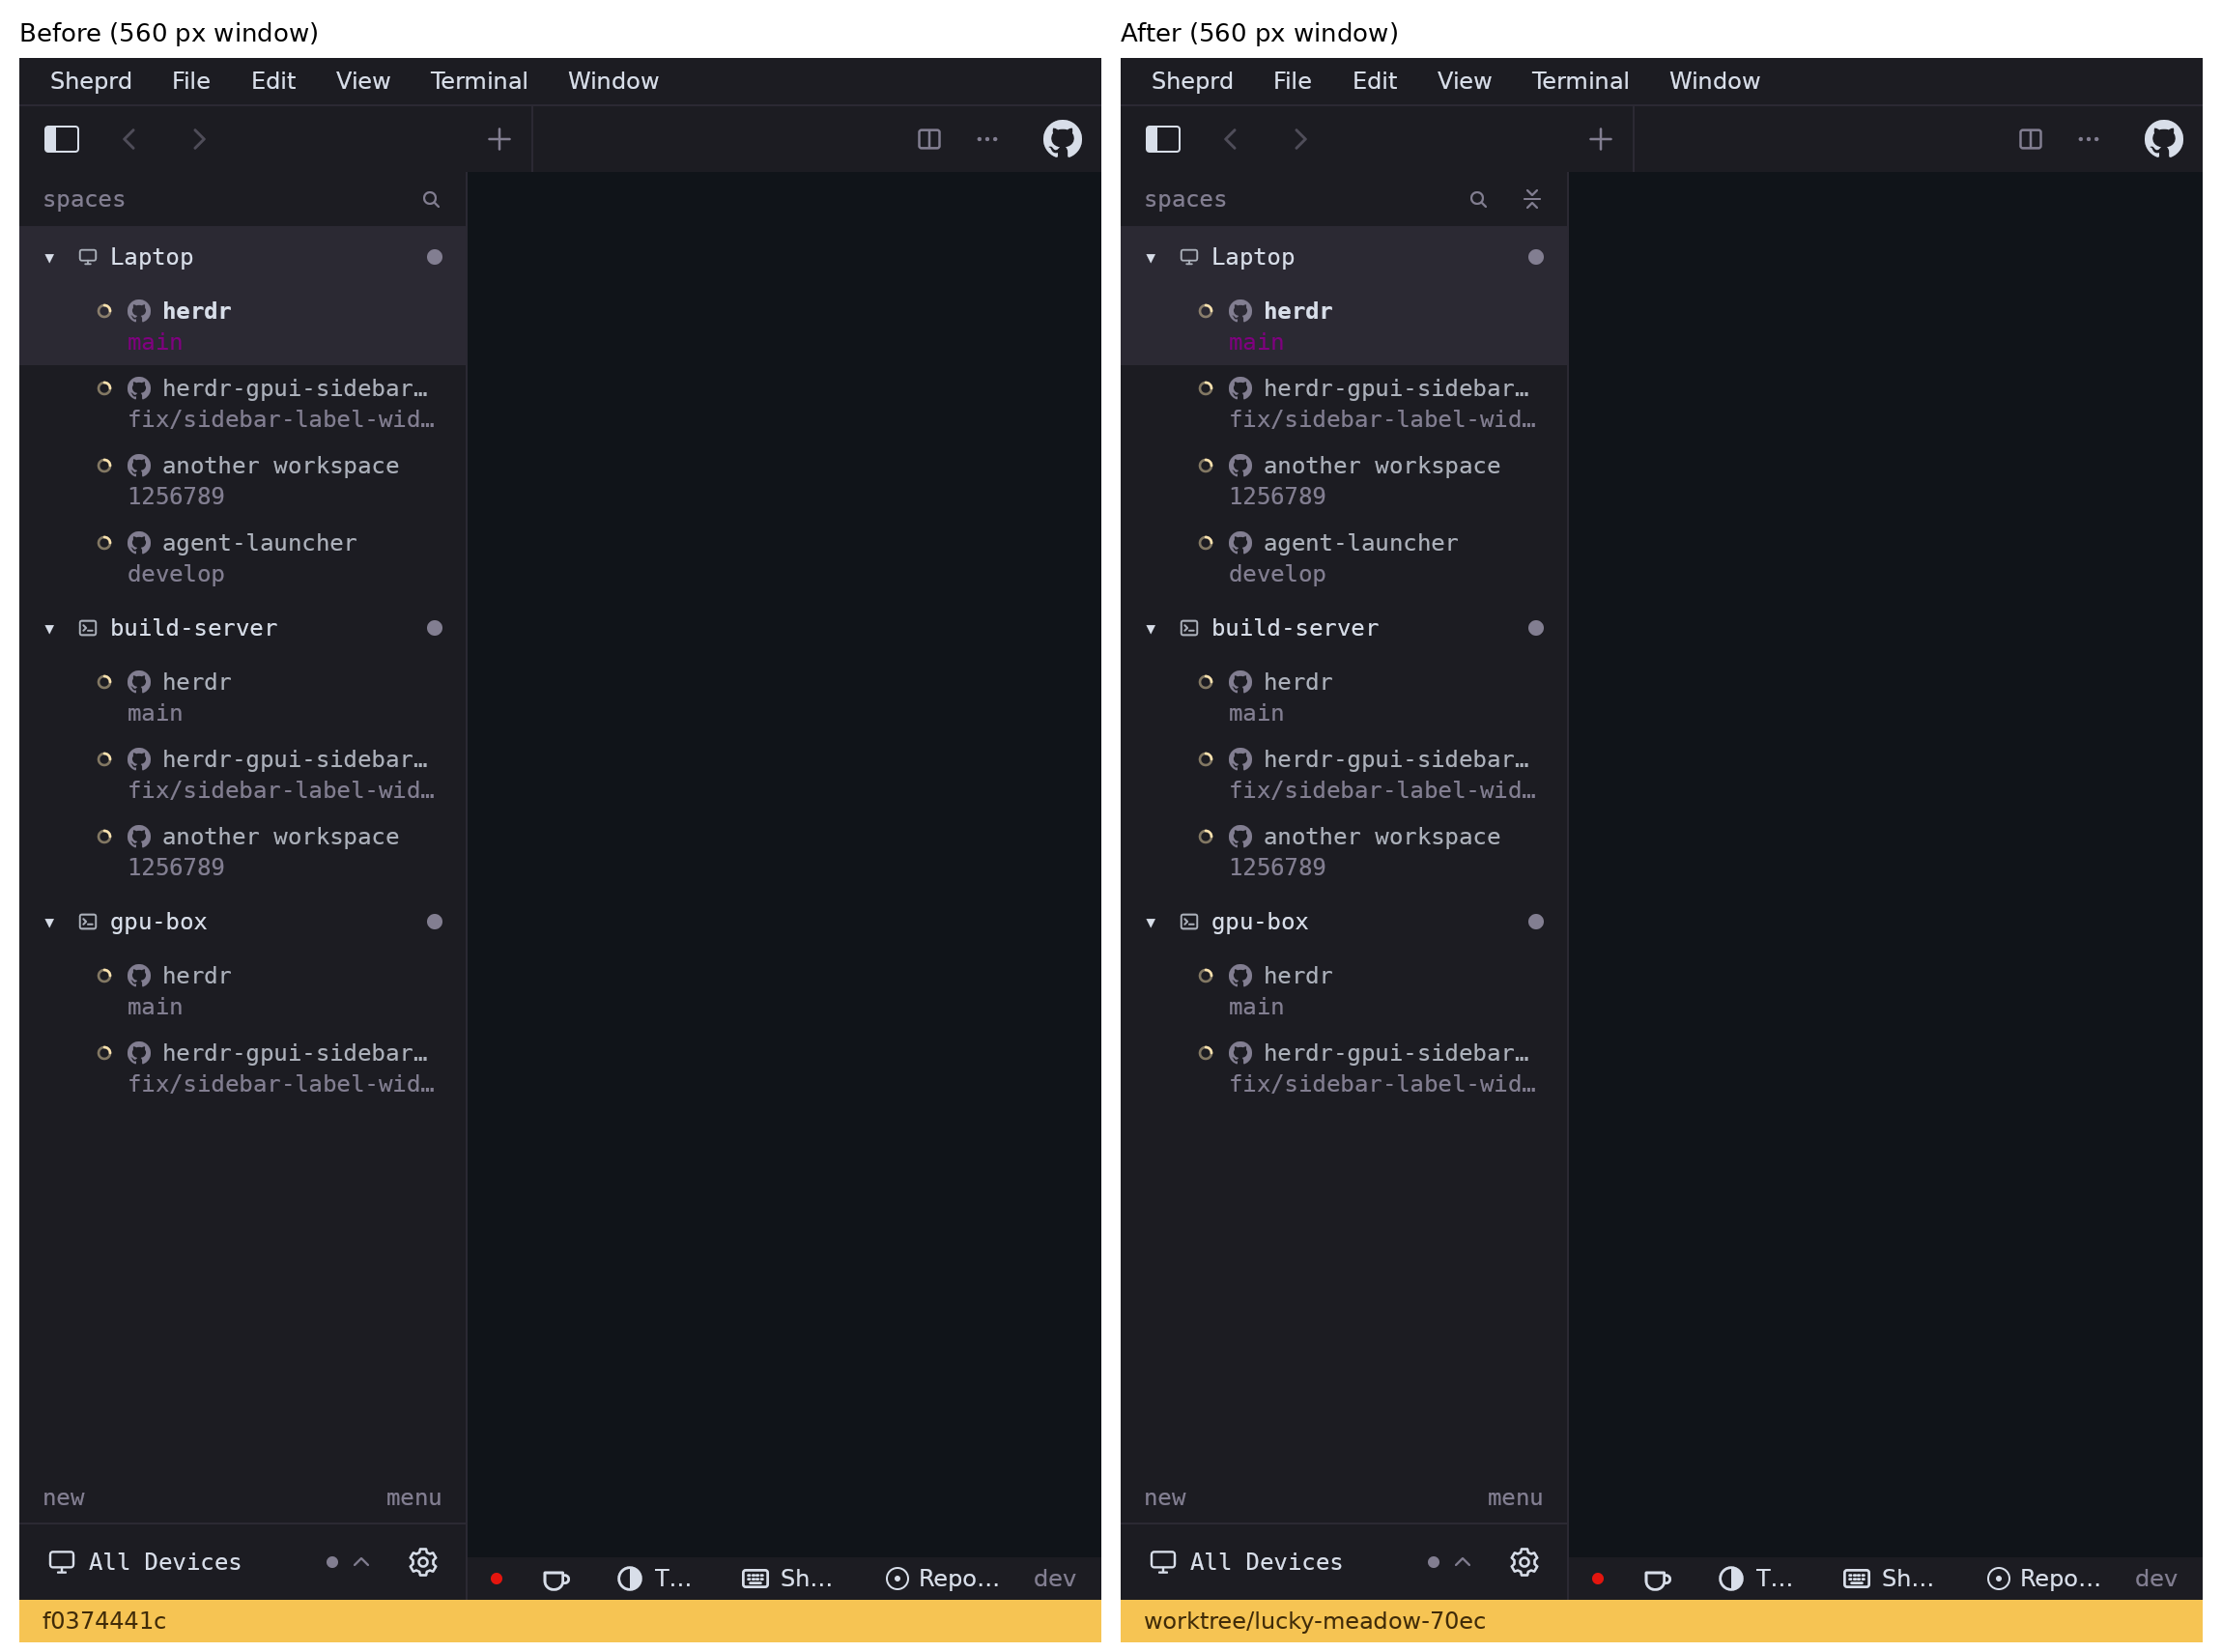 Before (560 px window)
Sheprd File Edit View Terminal Window
spaces
Laptop
herdr
main
herdr-gpui-sidebar…
fix/sidebar-label-wid…
another workspace
1256789
agent-launcher
develop
build-server
herdr
main
herdr-gpui-sidebar…
fix/sidebar-label-wid…
another workspace
1256789
gpu-box
herdr
main
herdr-gpui-sidebar…
fix/sidebar-label-wid…
new menu
All Devices
T… Sh… Repo… dev
f0374441c
After (560 px window)
Sheprd File Edit View Terminal Window
spaces
Laptop
herdr
main
herdr-gpui-sidebar…
fix/sidebar-label-wid…
another workspace
1256789
agent-launcher
develop
build-server
herdr
main
herdr-gpui-sidebar…
fix/sidebar-label-wid…
another workspace
1256789
gpu-box
herdr
main
herdr-gpui-sidebar…
fix/sidebar-label-wid…
new menu
All Devices
T… Sh… Repo… dev
worktree/lucky-meadow-70ec